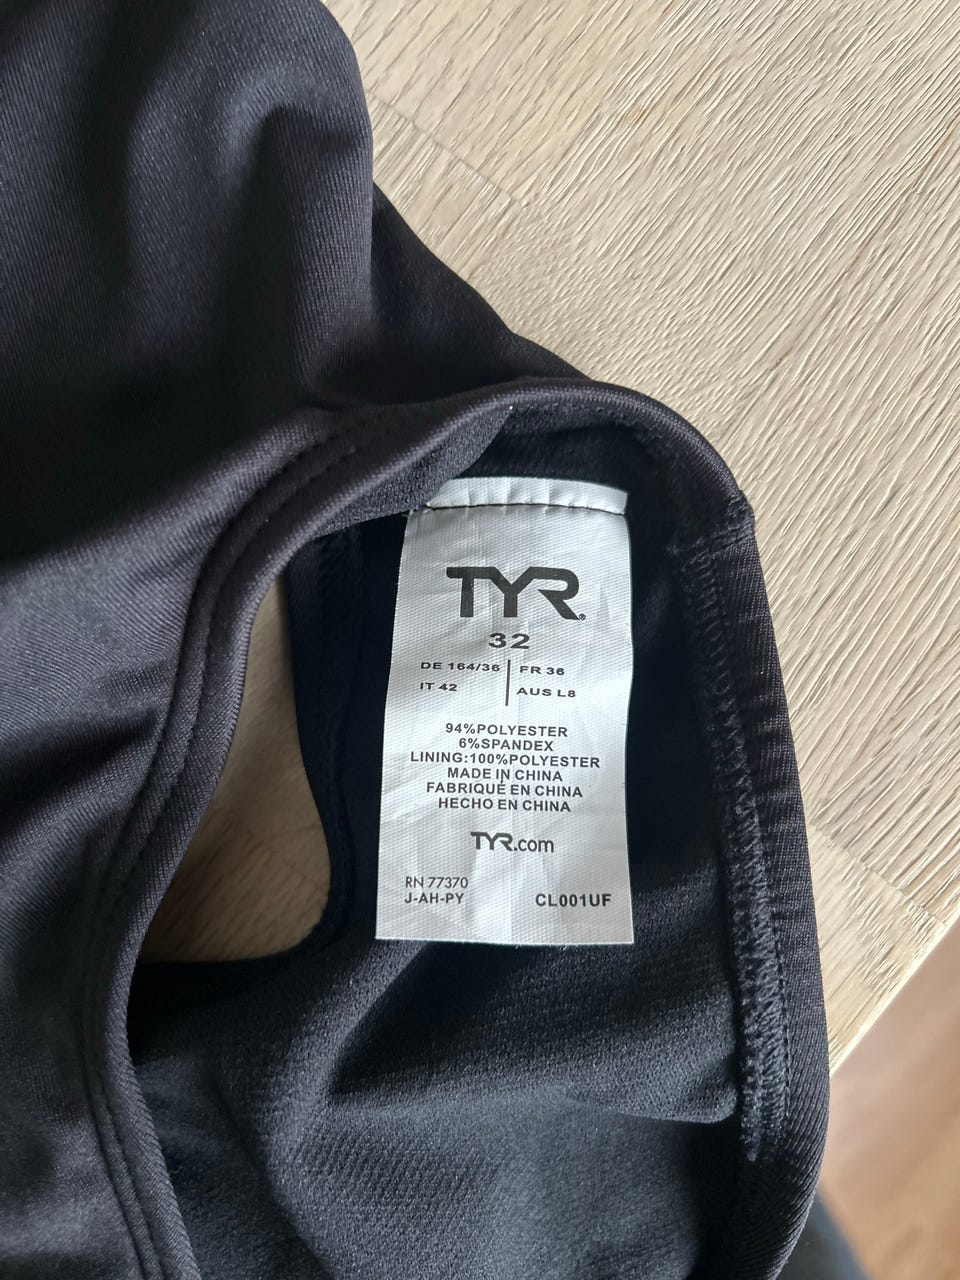 TYR®
32
DE 164/36 | FR 36
IT 42 | AUS L8
94%POLYESTER
6%SPANDEX
LINING:100%POLYESTER
MADE IN CHINA
FABRIQUÉ EN CHINA
HECHO EN CHINA
TYR.com
RN 77370
J-AH-PY CL001UF